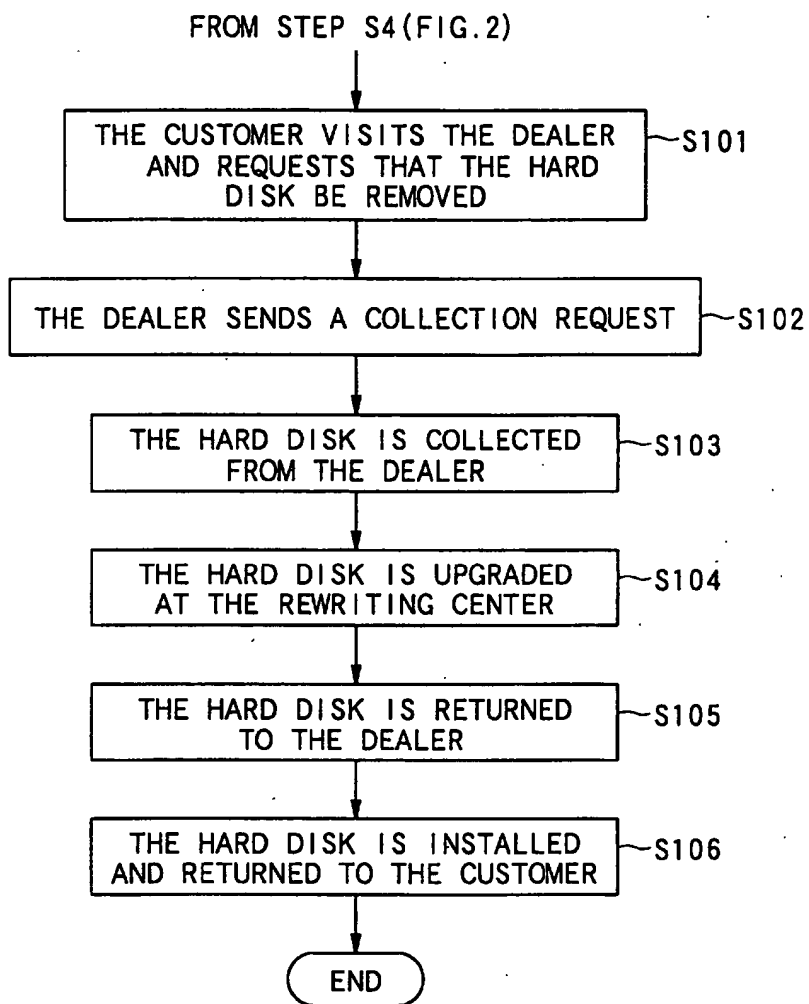 FROM STEP S4(FIG.2)
THE CUSTOMER VISITS THE DEALER
AND REQUESTS THAT THE HARD
DISK BE REMOVED
S101
THE DEALER SENDS A COLLECTION REQUEST
S102
THE HARD DISK IS COLLECTED
FROM THE DEALER
S103
THE HARD DISK IS UPGRADED
AT THE REWRITING CENTER
S104
THE HARD DISK IS RETURNED
TO THE DEALER
S105
THE HARD DISK IS INSTALLED
AND RETURNED TO THE CUSTOMER
S106
END